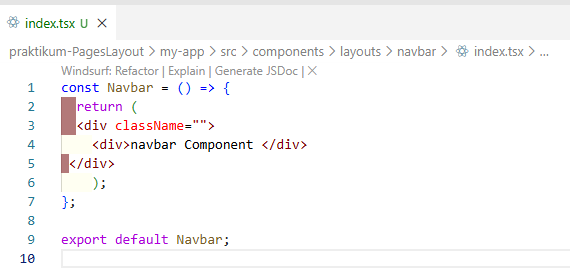 index.tsx U ×
praktikum-PagesLayout > my-app > src > components > layouts > navbar > index.tsx > ...
Windsurf: Refactor | Explain | Generate JSDoc | ×
1 const Navbar = () => {
2   return (
3   <div className="">
4     <div>navbar Component </div>
5  </div>
6     );
7 };
8
9 export default Navbar;
10